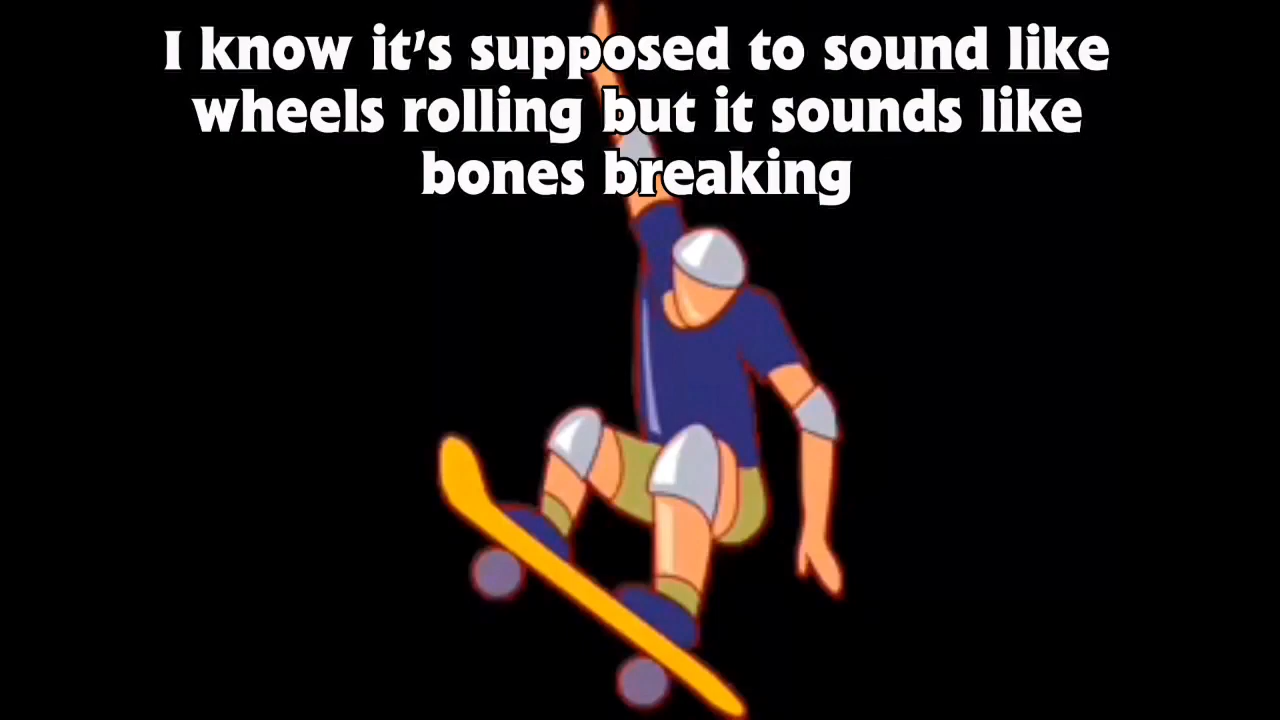 I know it's supposed to sound like
wheels rolling but it sounds like
bones breaking